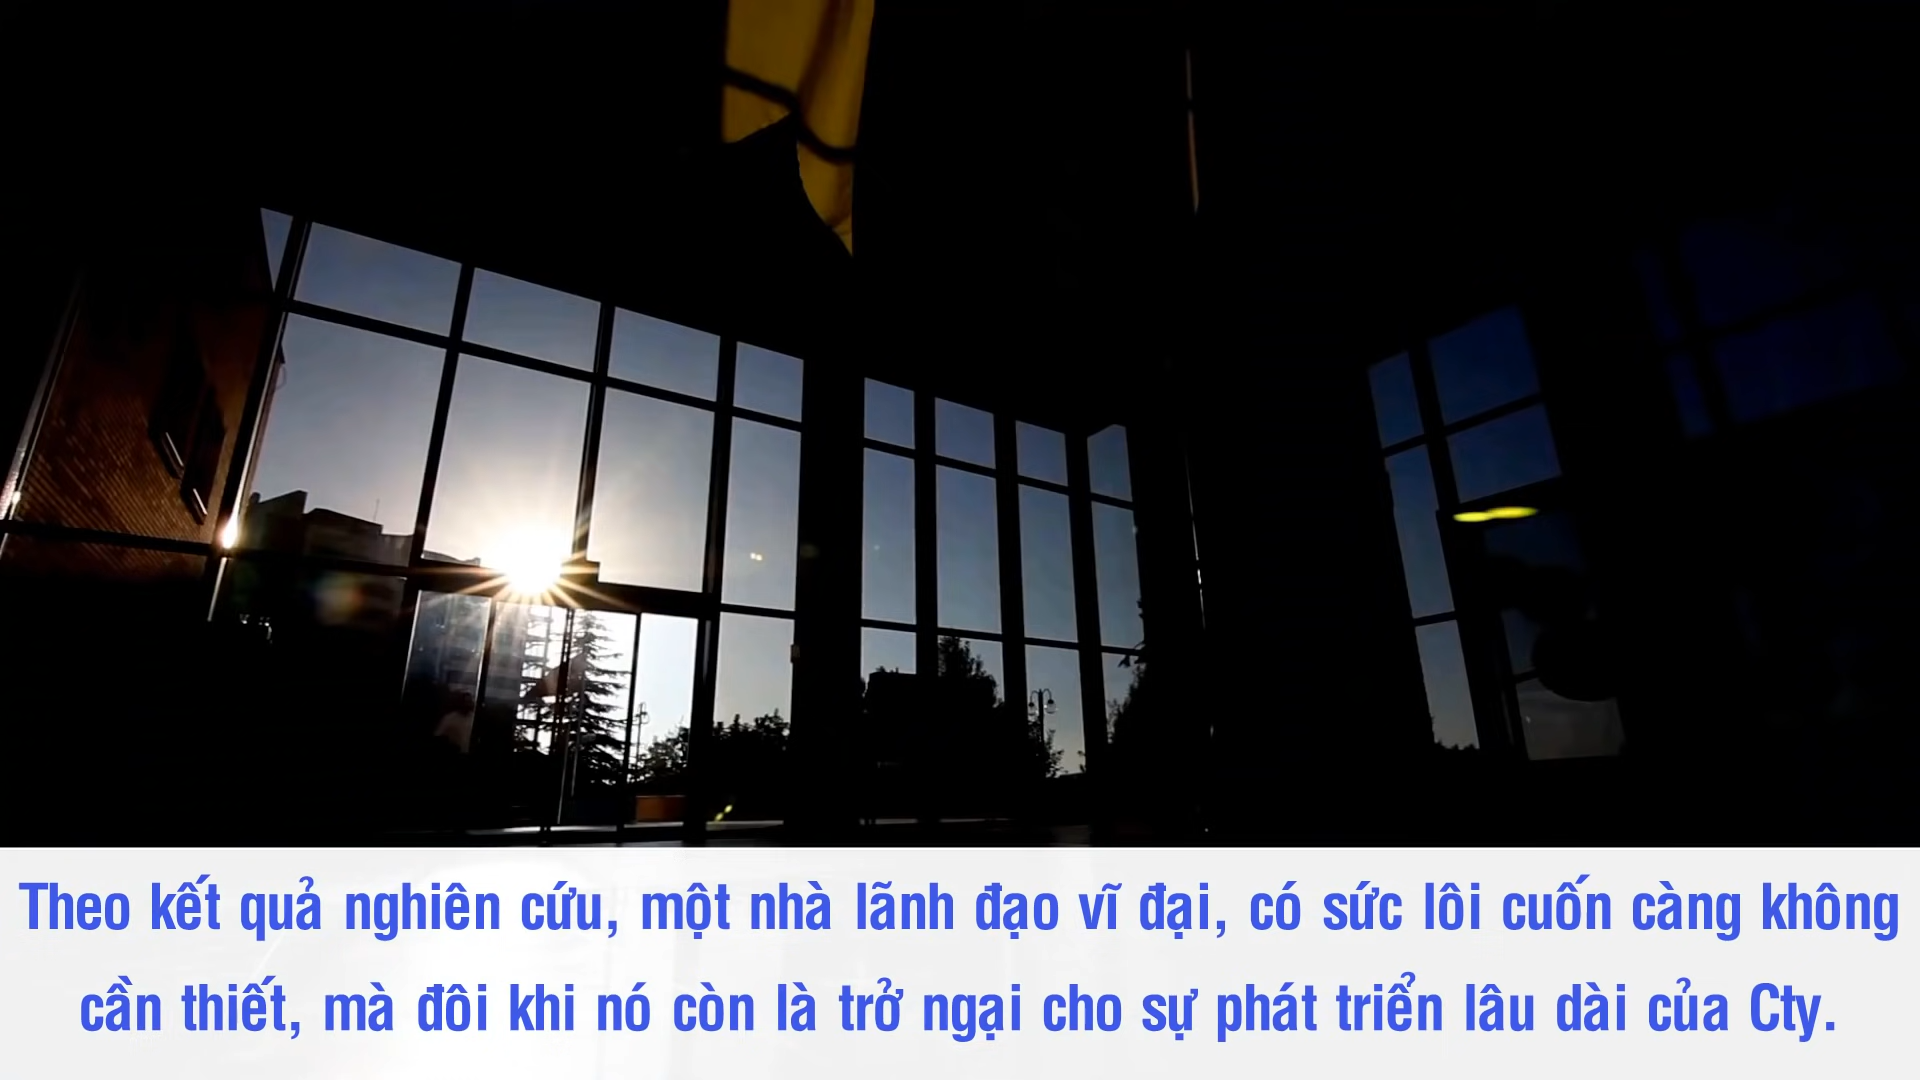 Theo kết quả nghiên cứu, một nhà lãnh đạo vĩ đại, có sức lôi cuốn càng không
cần thiết, mà đôi khi nó còn là trở ngại cho sự phát triển lâu dài của Cty.